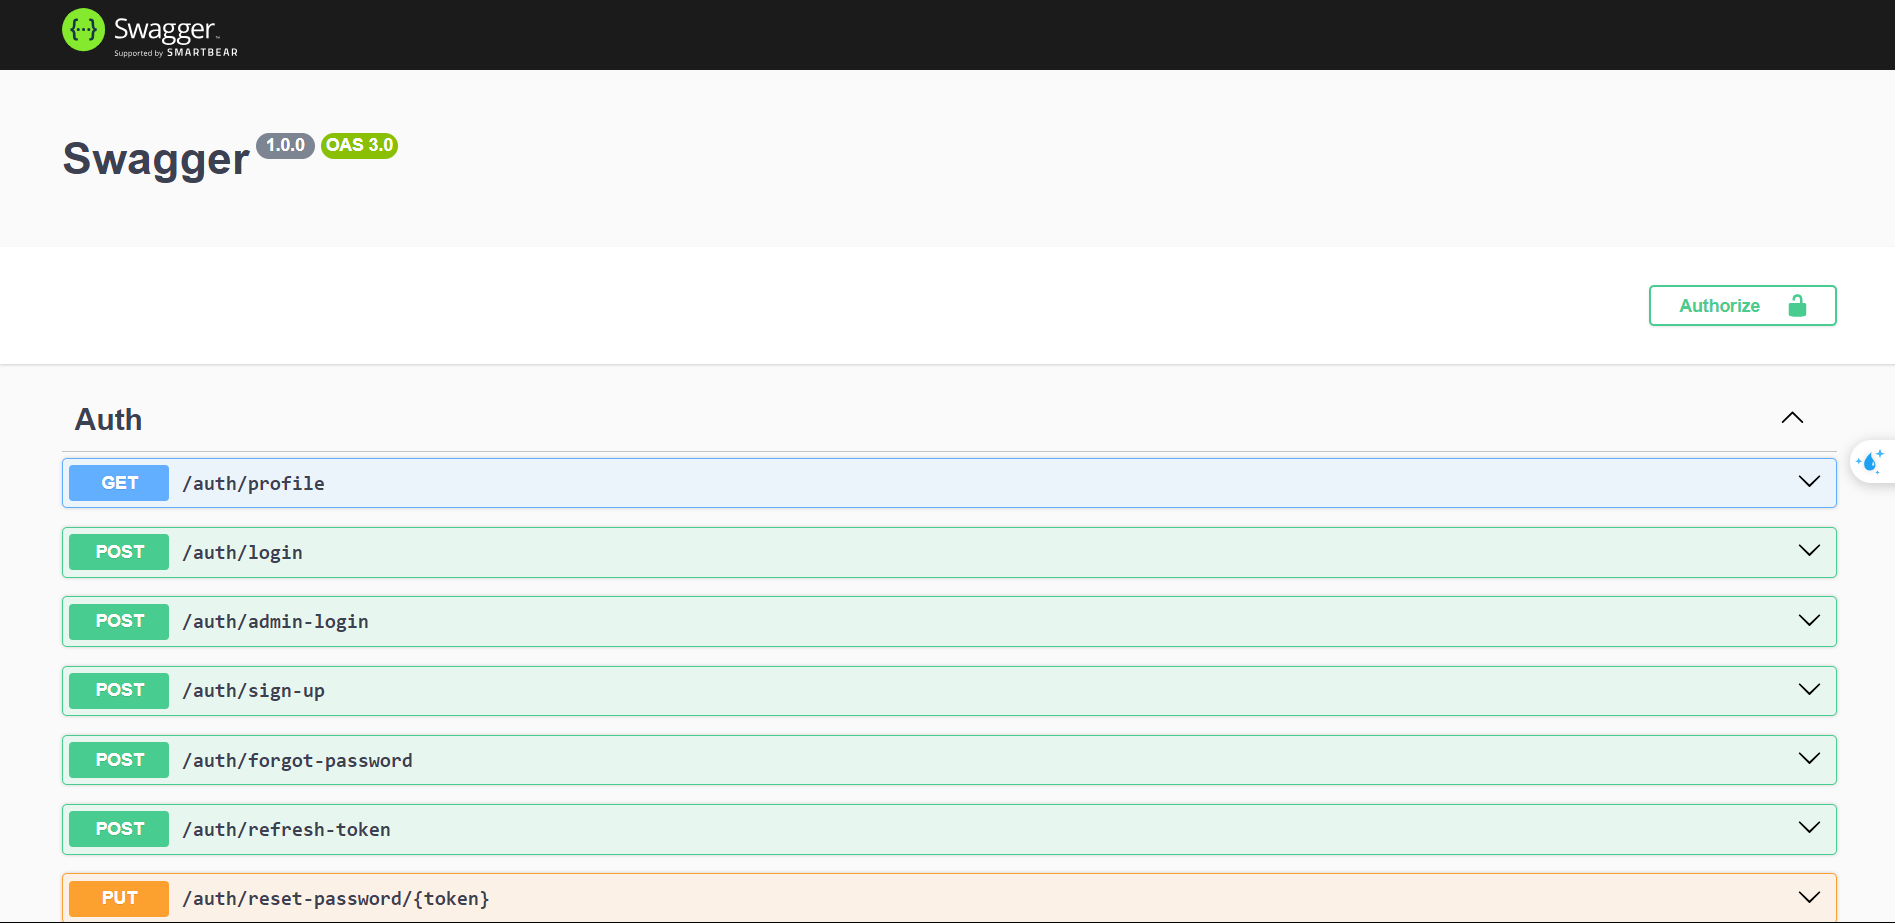 Swagger™
Supported by SMARTBEAR
Swagger 1.0.0 OAS 3.0
Authorize
Auth
GET /auth/profile
POST /auth/login
POST /auth/admin-login
POST /auth/sign-up
POST /auth/forgot-password
POST /auth/refresh-token
PUT /auth/reset-password/{token}